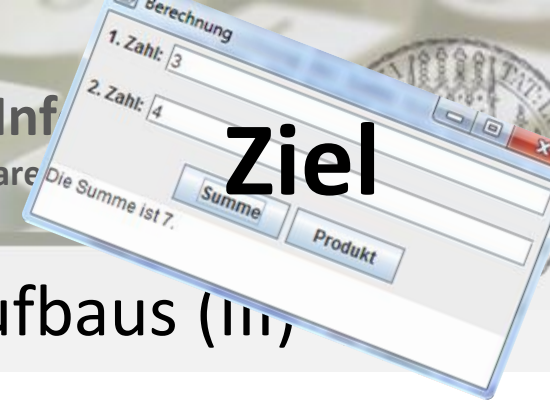 Berechnung
1. Zahl: 3
2. Zahl: 4
Ziel
Summe
Produkt
Die Summe ist 7.
Inf
are
ufbaus (III)